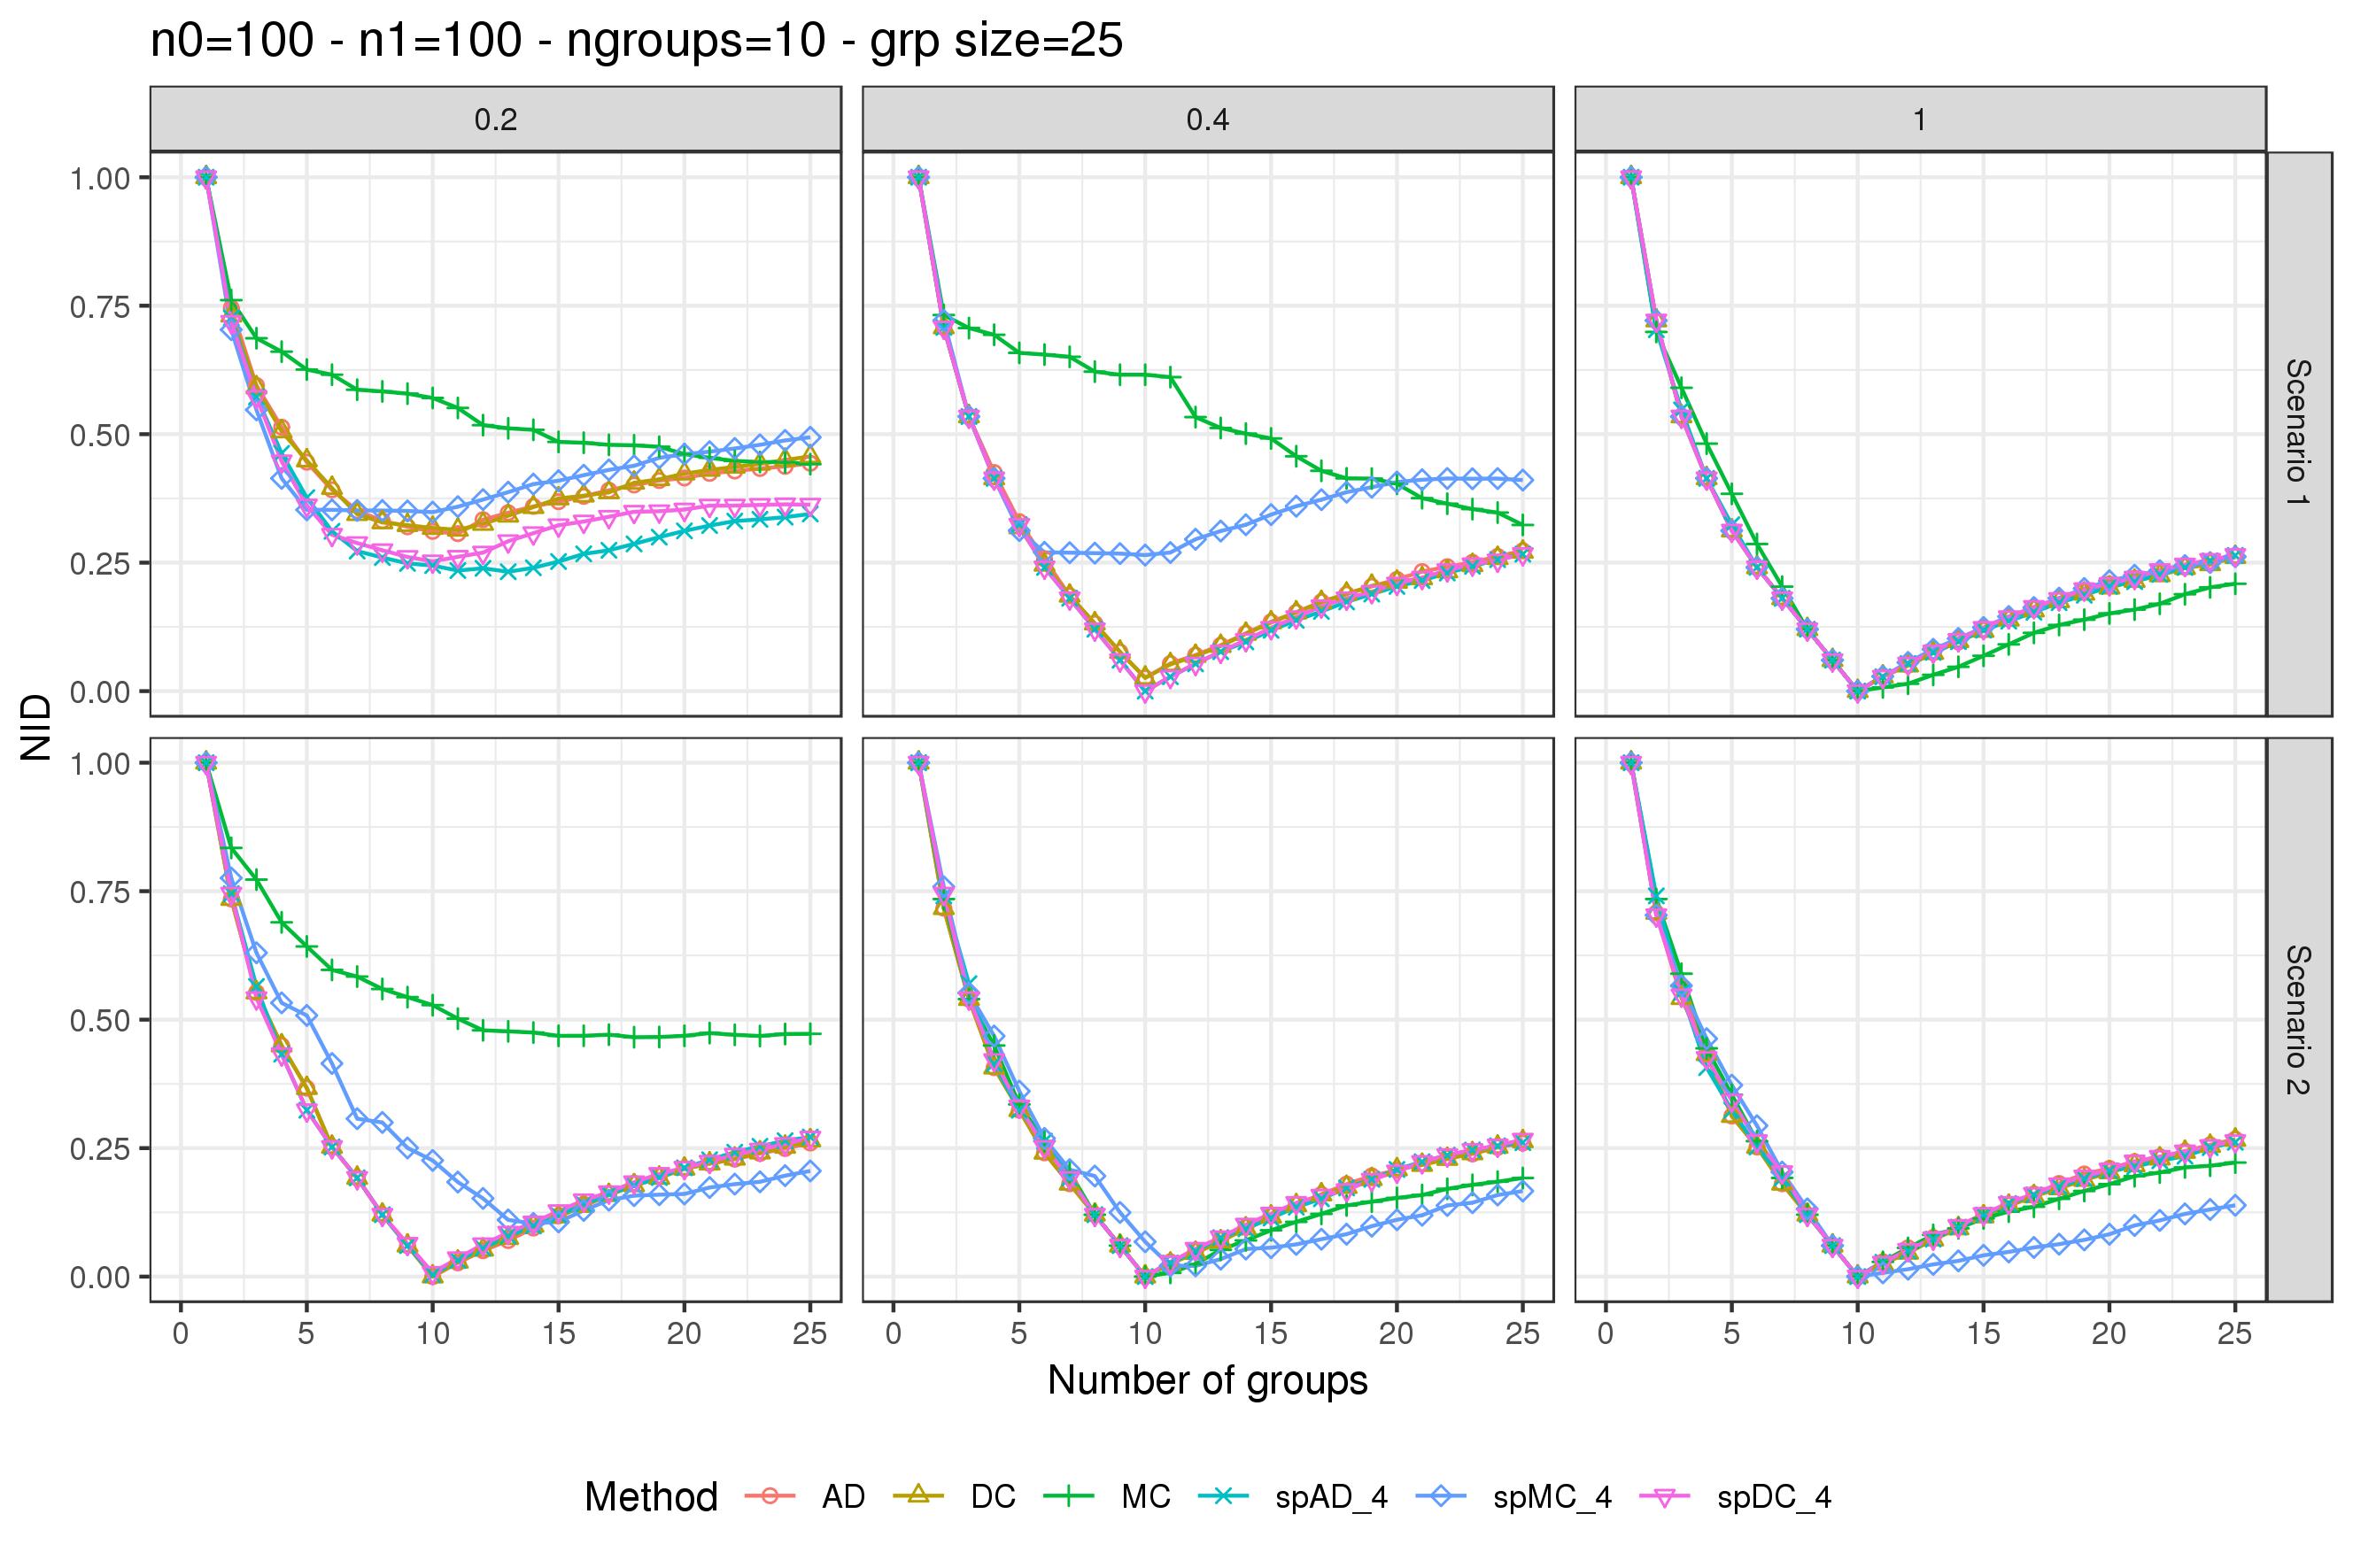 n0=100 - n1=100 - ngroups=10 - grp size=25
0.2 0.4 1
1.00
0.75
0.50
0.25
0.00
Scenario 1
NID
1.00
0.75
0.50
0.25
0.00
Scenario 2
0 5 10 15 20 25 0 5 10 15 20 25 0 5 10 15 20 25
Number of groups
Method AD DC MC spAD_4 spMC_4 spDC_4